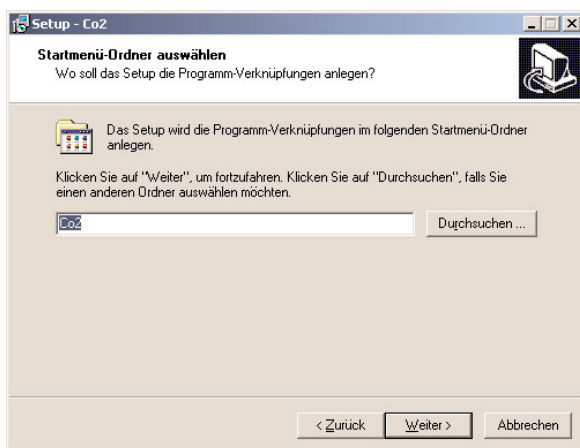 Setup - Co2
Startmenü-Ordner auswählen
Wo soll das Setup die Programm-Verknüpfungen anlegen?
Das Setup wird die Programm-Verknüpfungen im folgenden Startmenü-Ordner
anlegen.
Klicken Sie auf "Weiter", um fortzufahren. Klicken Sie auf "Durchsuchen", falls Sie
einen anderen Ordner auswählen möchten.
Co2
Durchsuchen ...
< Zurück
Weiter >
Abbrechen